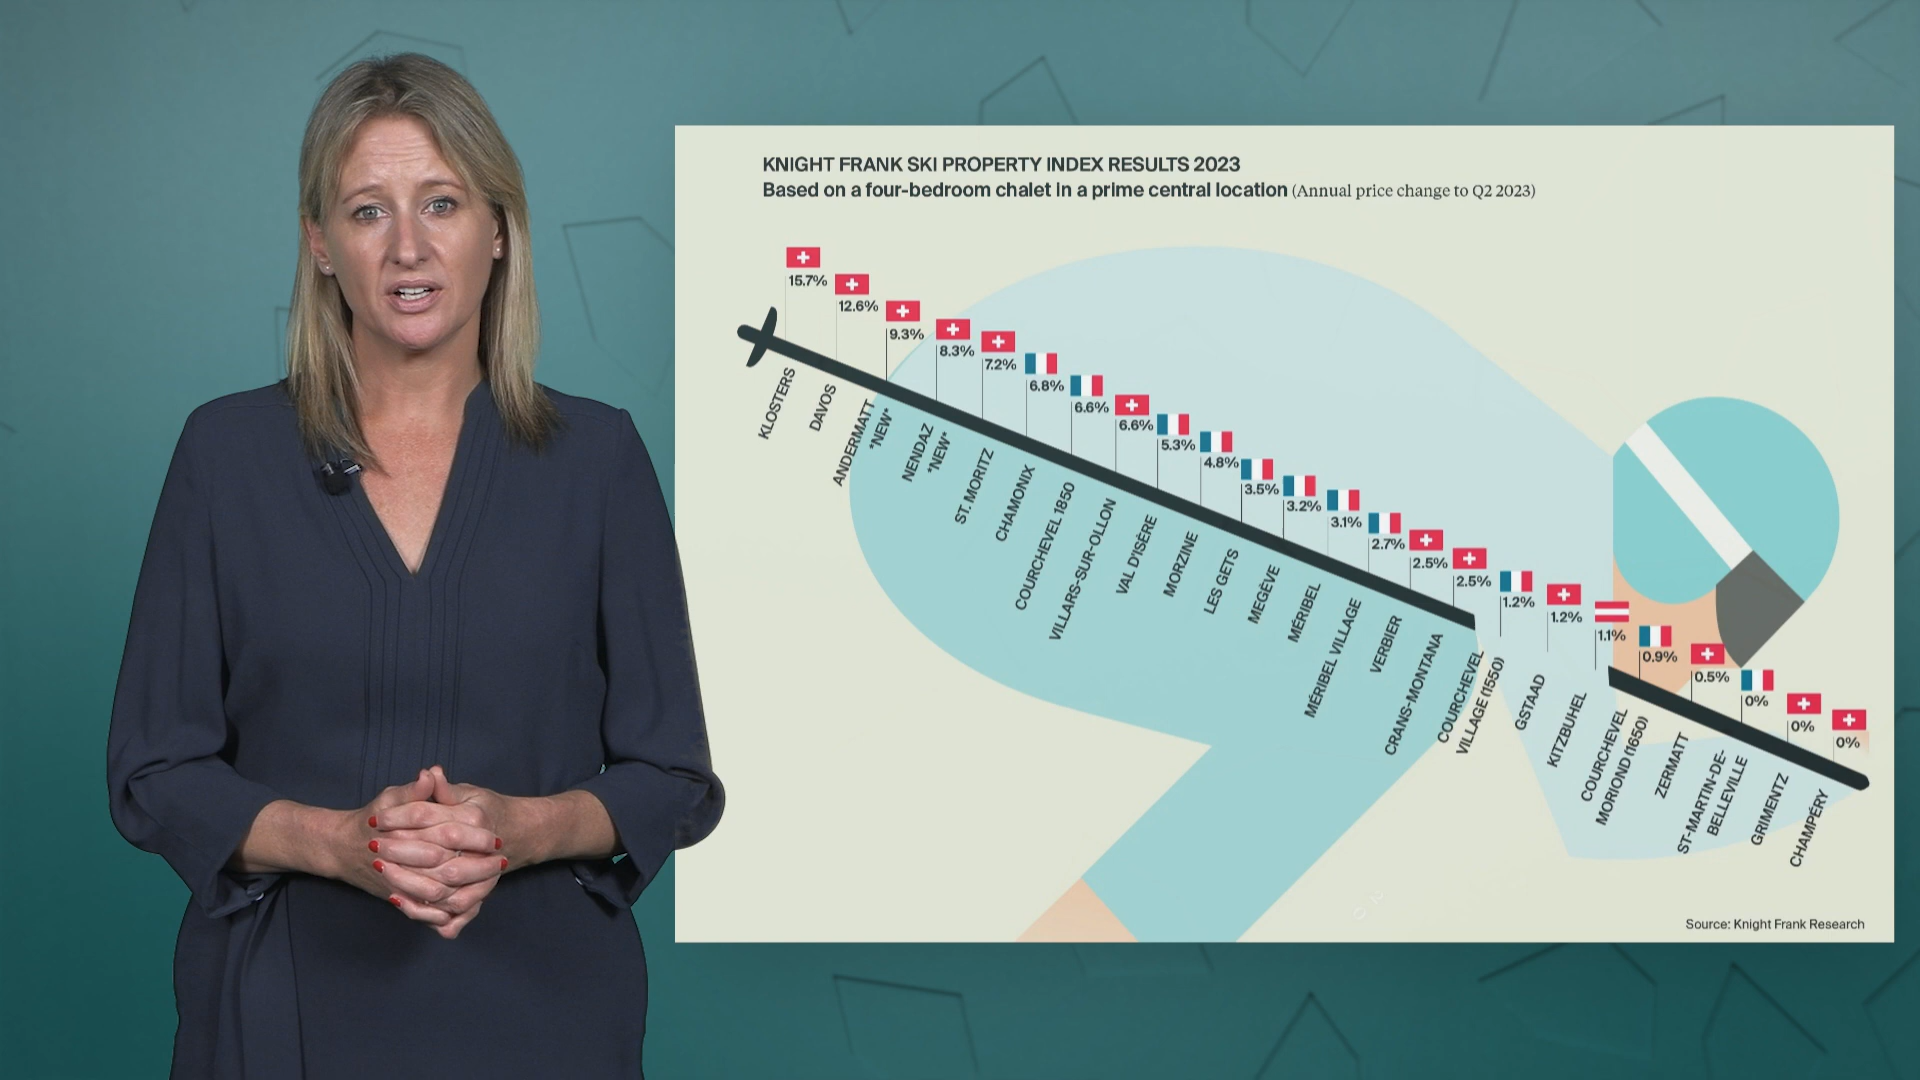 KNIGHT FRANK SKI PROPERTY INDEX RESULTS 2023
Based on a four-bedroom chalet in a prime central location (Annual price change to Q2 2023)
15.7%
12.6%
9.3%
8.3%
7.2%
6.8%
6.6%
6.6%
5.3%
4.8%
3.5%
3.2%
3.1%
2.7%
2.5%
2.5%
1.2%
1.2%
1.1%
0.9%
0.5%
0%
0%
0%
KLOSTERS
DAVOS
ANDERMATT
*NEW*
NENDAZ
*NEW*
ST. MORITZ
CHAMONIX
COURCHEVEL 1850
VILLARS-SUR-OLLON
VAL D'ISÈRE
MORZINE
LES GETS
MEGÈVE
MÉRIBEL
MÉRIBEL VILLAGE
VERBIER
CRANS-MONTANA
COURCHEVEL
VILLAGE (1550)
GSTAAD
KITZBUHEL
COURCHEVEL
MORIOND (1650)
ZERMATT
ST-MARTIN-DE-
BELLEVILLE
GRIMENTZ
CHAMPÉRY
Source: Knight Frank Research